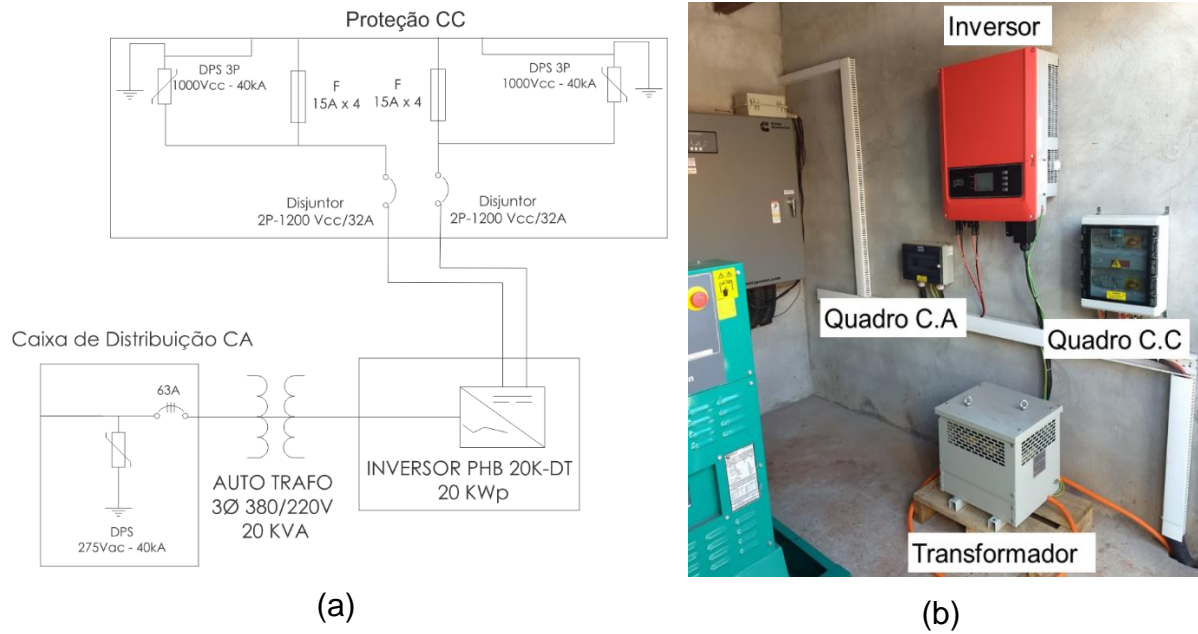 Proteção CC
DPS 3P
1000Vcc - 40kA
F
15A x 4
F
15A x 4
DPS 3P
1000Vcc - 40kA
Disjuntor
2P-1200 Vcc/32A
Disjuntor
2P-1200 Vcc/32A
Caixa de Distribuição CA
63A
DPS
275Vac - 40kA
AUTO TRAFO
3Ø 380/220V
20 KVA
INVERSOR PHB 20K-DT
20 KWp
(a)
Inversor
Quadro C.A
Quadro C.C
Transformador
(b)